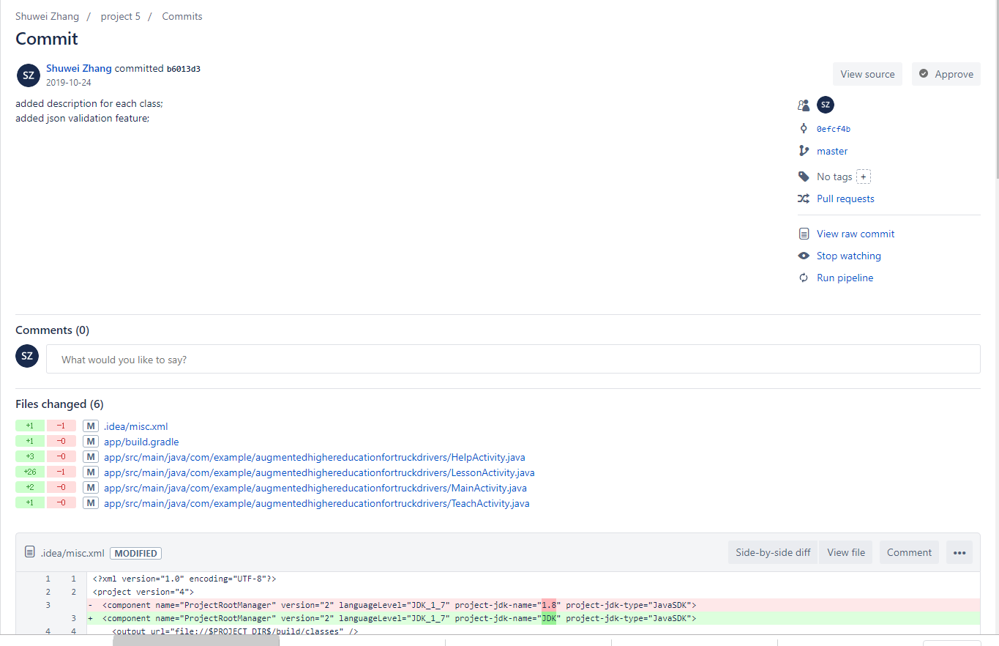 Shuwei Zhang / project 5 / Commits
Commit
SZ Shuwei Zhang committed b6013d3
2019-10-24
View source Approve
added description for each class;
added json validation feature;
SZ
0efcf4b
master
No tags +
Pull requests
View raw commit
Stop watching
Run pipeline
Comments (0)
SZ What would you like to say?
Files changed (6)
+1 −1 M .idea/misc.xml
+1 −0 M app/build.gradle
+3 −0 M app/src/main/java/com/example/augmentedhighereducationfortruckdrivers/HelpActivity.java
+26 −1 M app/src/main/java/com/example/augmentedhighereducationfortruckdrivers/LessonActivity.java
+2 −0 M app/src/main/java/com/example/augmentedhighereducationfortruckdrivers/MainActivity.java
+1 −0 M app/src/main/java/com/example/augmentedhighereducationfortruckdrivers/TeachActivity.java
.idea/misc.xml MODIFIED Side-by-side diff View file Comment •••
1 1 <?xml version="1.0" encoding="UTF-8"?>
2 2 <project version="4">
3 - <component name="ProjectRootManager" version="2" languageLevel="JDK_1_7" project-jdk-name="1.8" project-jdk-type="JavaSDK">
3 + <component name="ProjectRootManager" version="2" languageLevel="JDK_1_7" project-jdk-name="JDK" project-jdk-type="JavaSDK">
4 4 <output url="file://$PROJECT_DIR$/build/classes" />